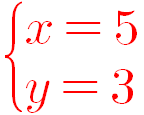 x = 5
y = 3